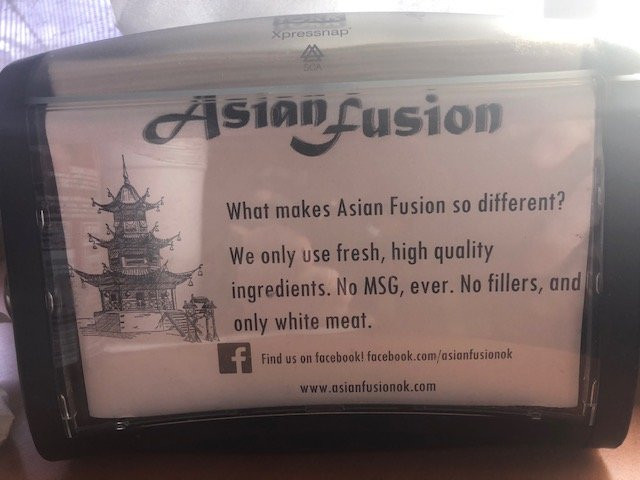 Xpressnap
SCA
Asian Fusion
What makes Asian Fusion so different?
We only use fresh, high quality
ingredients. No MSG, ever. No fillers, and
only white meat.
f Find us on facebook! facebook.com/asianfusionok
www.asianfusionok.com